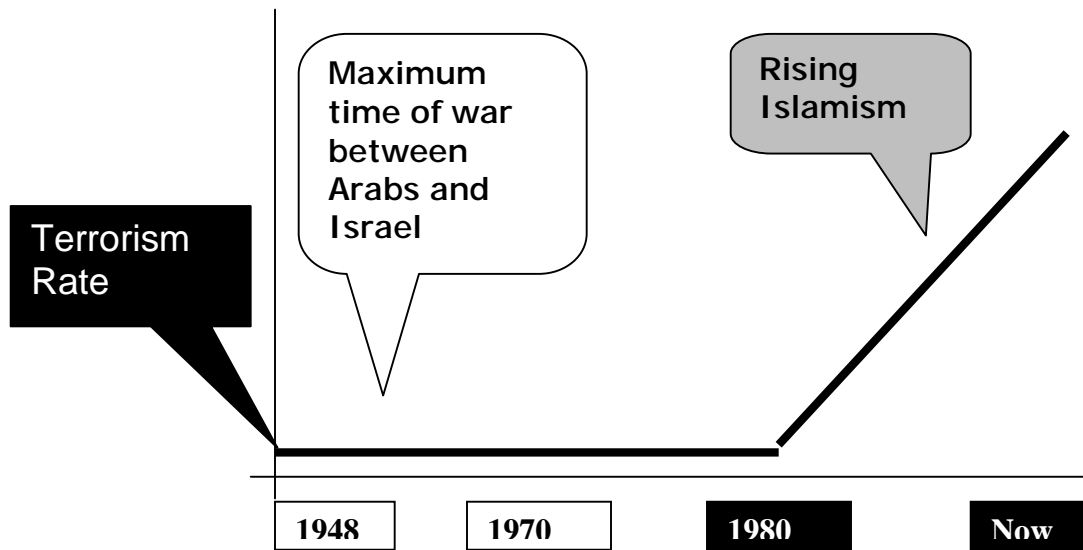 Maximum
time of war
between
Arabs and
Israel
Rising
Islamism
Terrorism
Rate
1948
1970
1980
Now